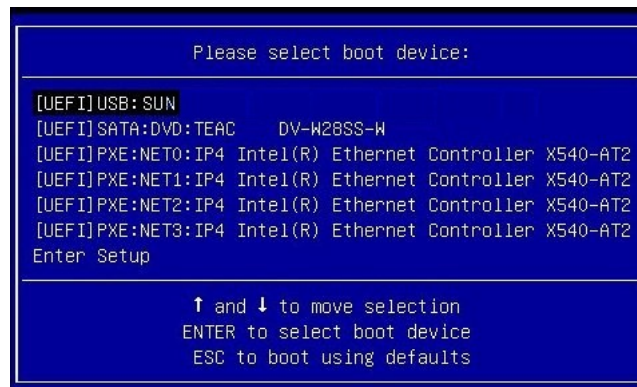 Please select boot device:
[UEFI]USB:SUN
[UEFI]SATA:DVD:TEAC DV-W28SS-W
[UEFI]PXE:NET0:IP4 Intel(R) Ethernet Controller X540-AT2
[UEFI]PXE:NET1:IP4 Intel(R) Ethernet Controller X540-AT2
[UEFI]PXE:NET2:IP4 Intel(R) Ethernet Controller X540-AT2
[UEFI]PXE:NET3:IP4 Intel(R) Ethernet Controller X540-AT2
Enter Setup
↑ and ↓ to move selection
ENTER to select boot device
ESC to boot using defaults